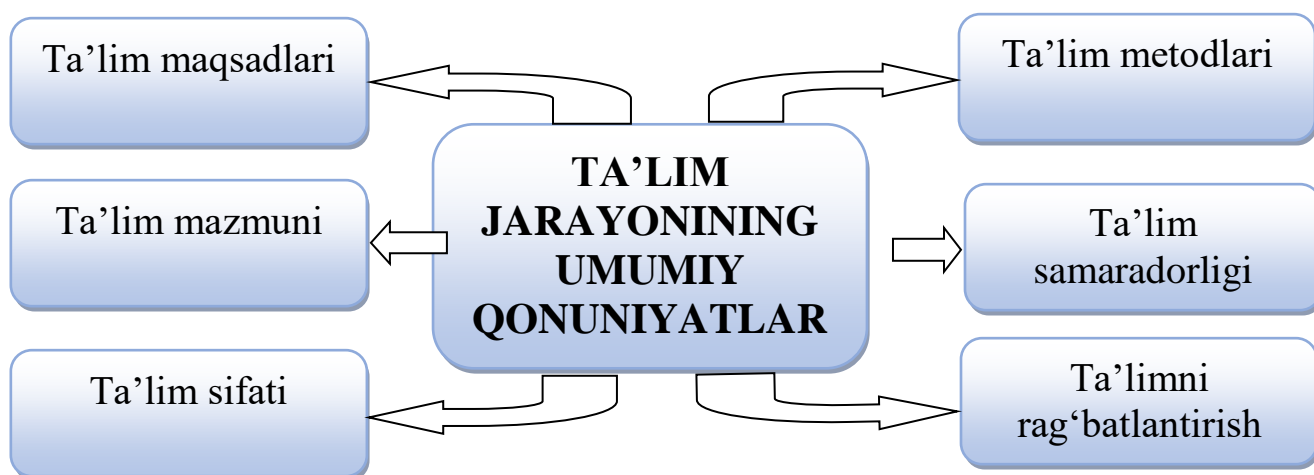 Ta’lim maqsadlari
Ta’lim metodlari
TA’LIM
JARAYONINING
UMUMIY
QONUNIYATLAR
Ta’lim mazmuni
Ta’lim
samaradorligi
Ta’lim sifati
Ta’limni
rag‘batlantirish